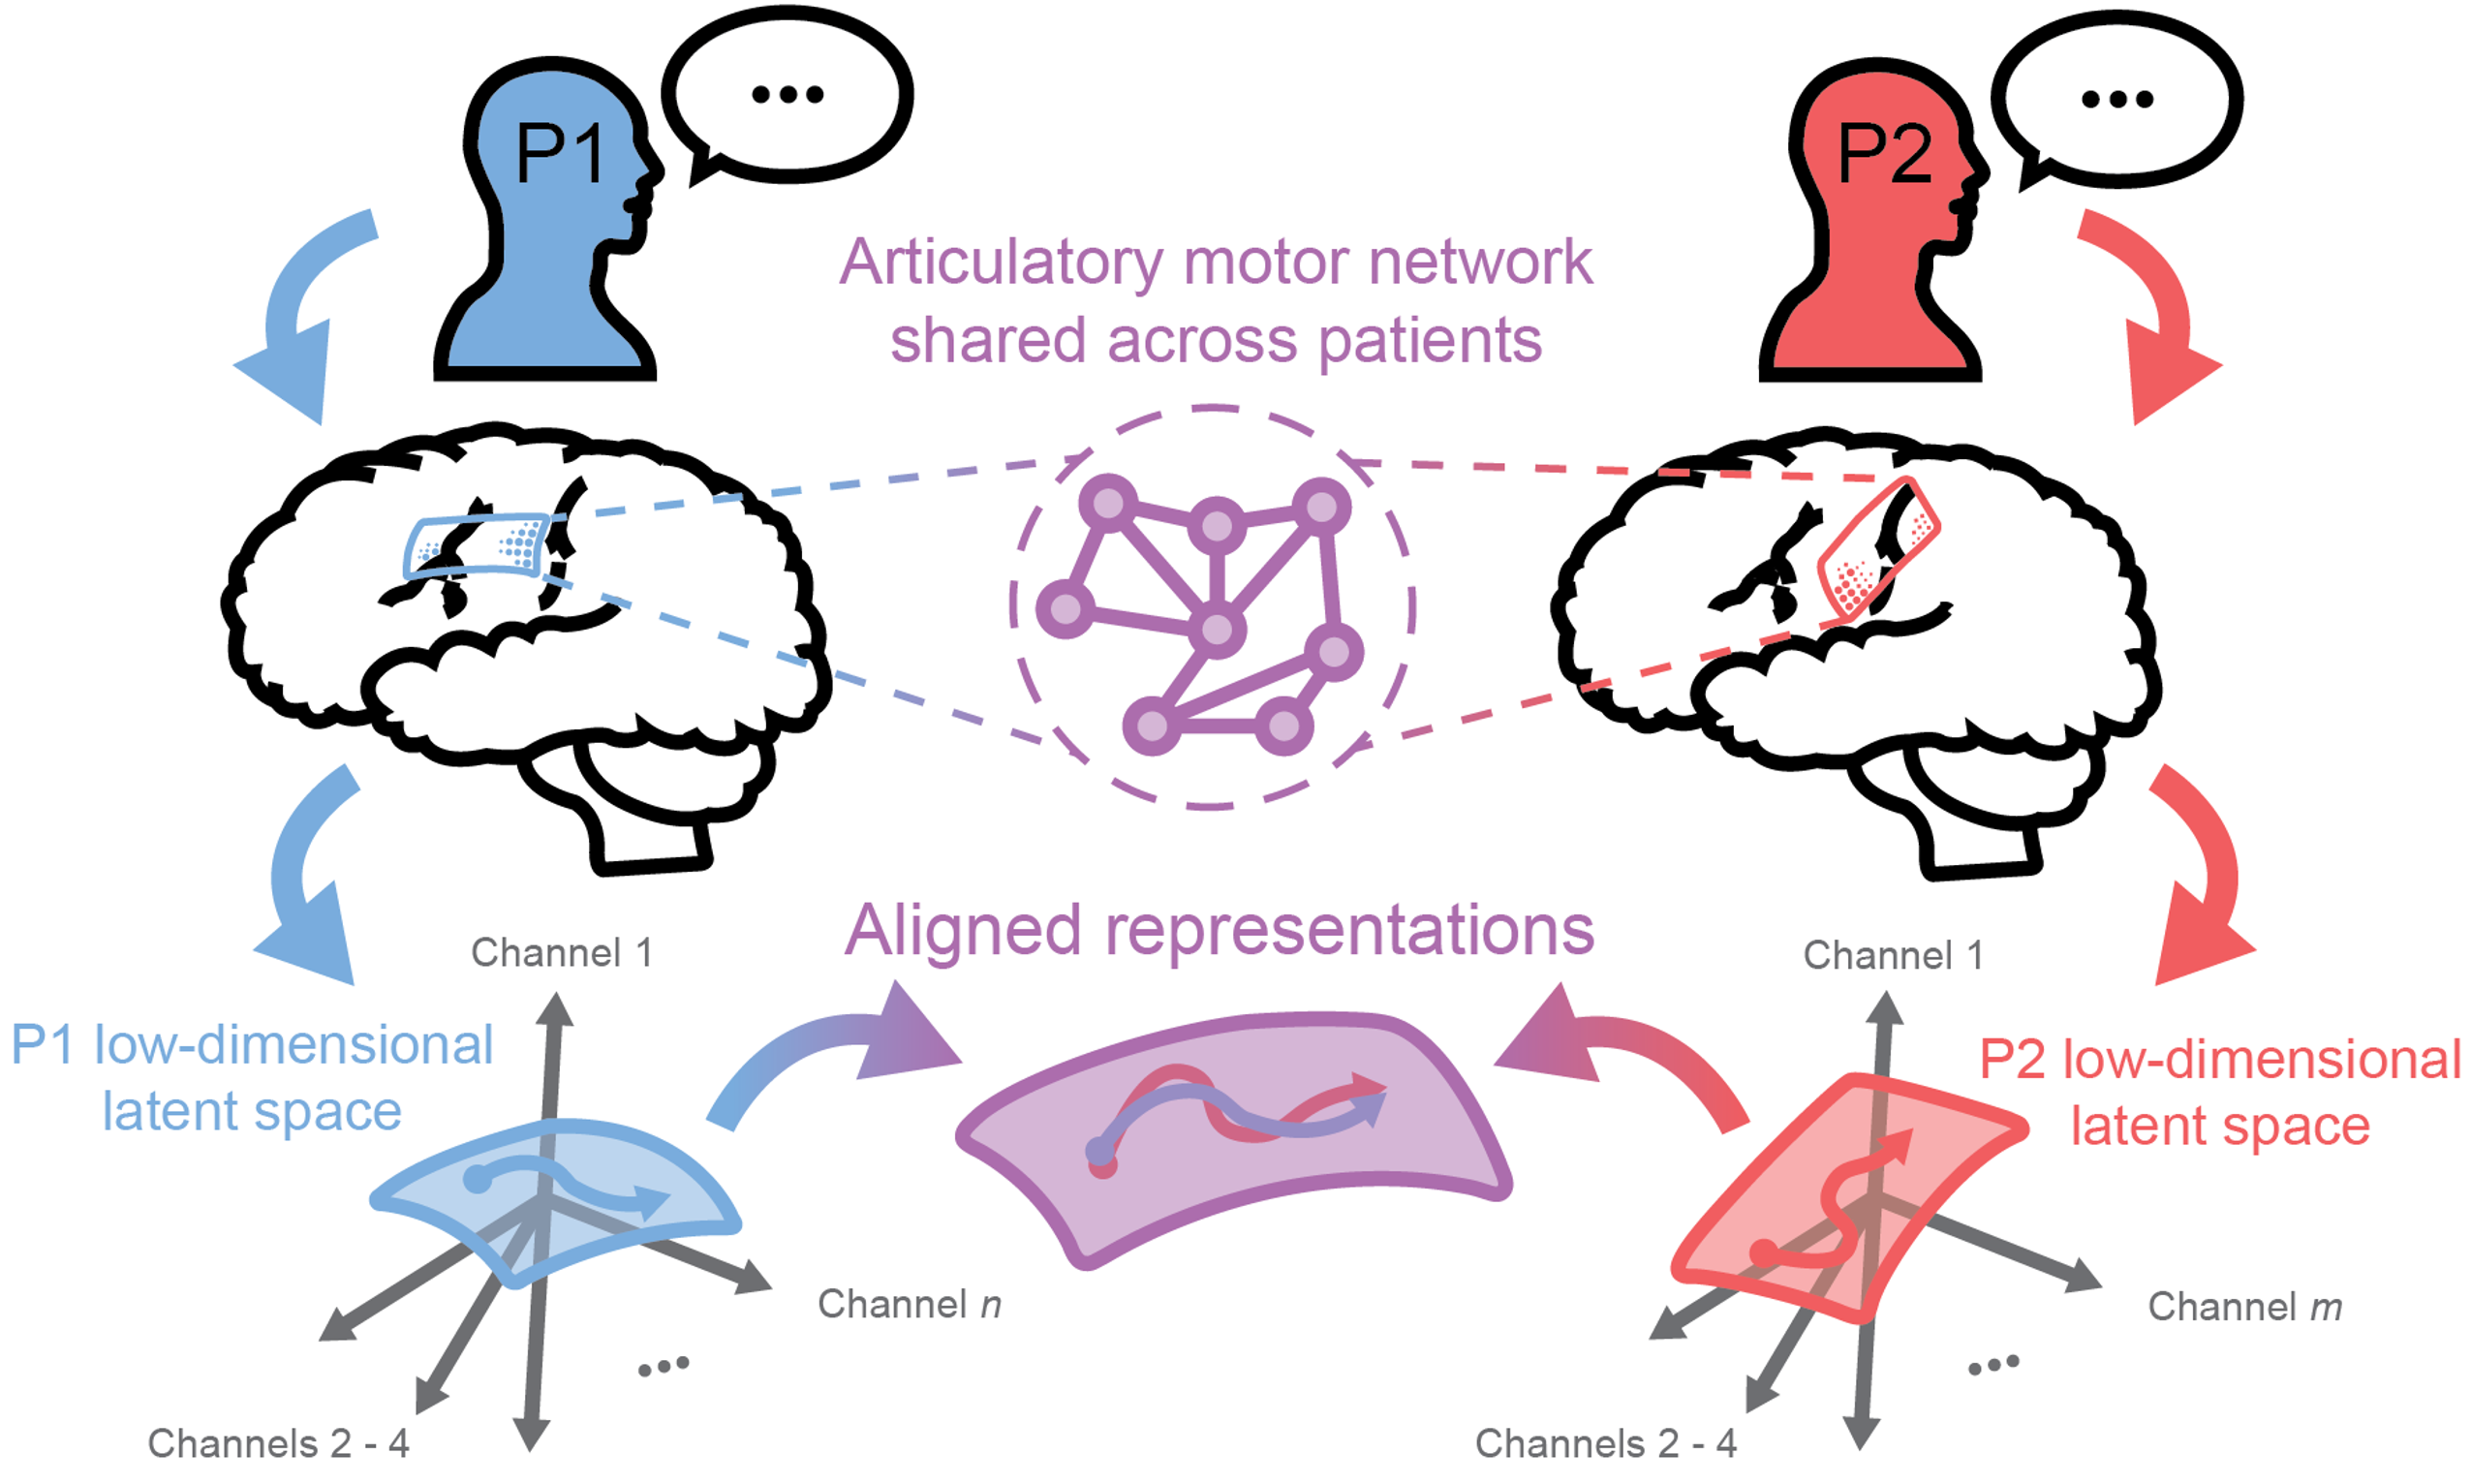 P1
...
P2
...
Articulatory motor network
shared across patients
Aligned representations
Channel 1
Channel 1
P1 low-dimensional
latent space
P2 low-dimensional
latent space
Channel n
Channel m
...
...
Channels 2 - 4
Channels 2 - 4